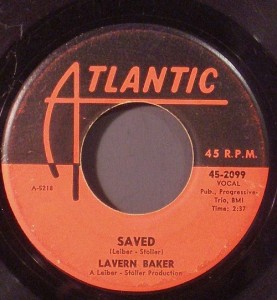 ATLANTIC
45 R.P.M.
A-5218
45-2099
VOCAL
Pub., Progressive-
Trio, BMI
Time: 2:37
SAVED
(Leiber - Stoller)
LAVERN BAKER
A Leiber - Stoller Production